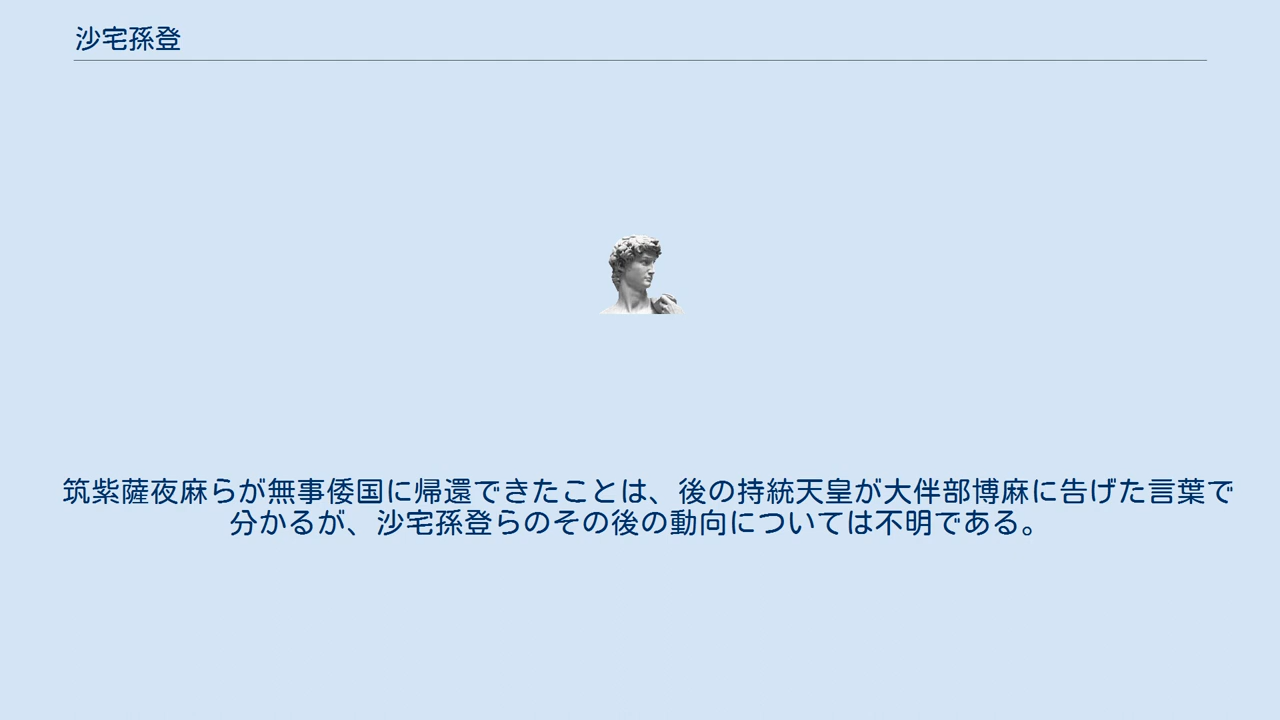 沙宅孫登
筑紫薩夜麻らが無事倭国に帰還できたことは、後の持統天皇が大伴部博麻に告げた言葉で
分かるが、沙宅孫登らのその後の動向については不明である。